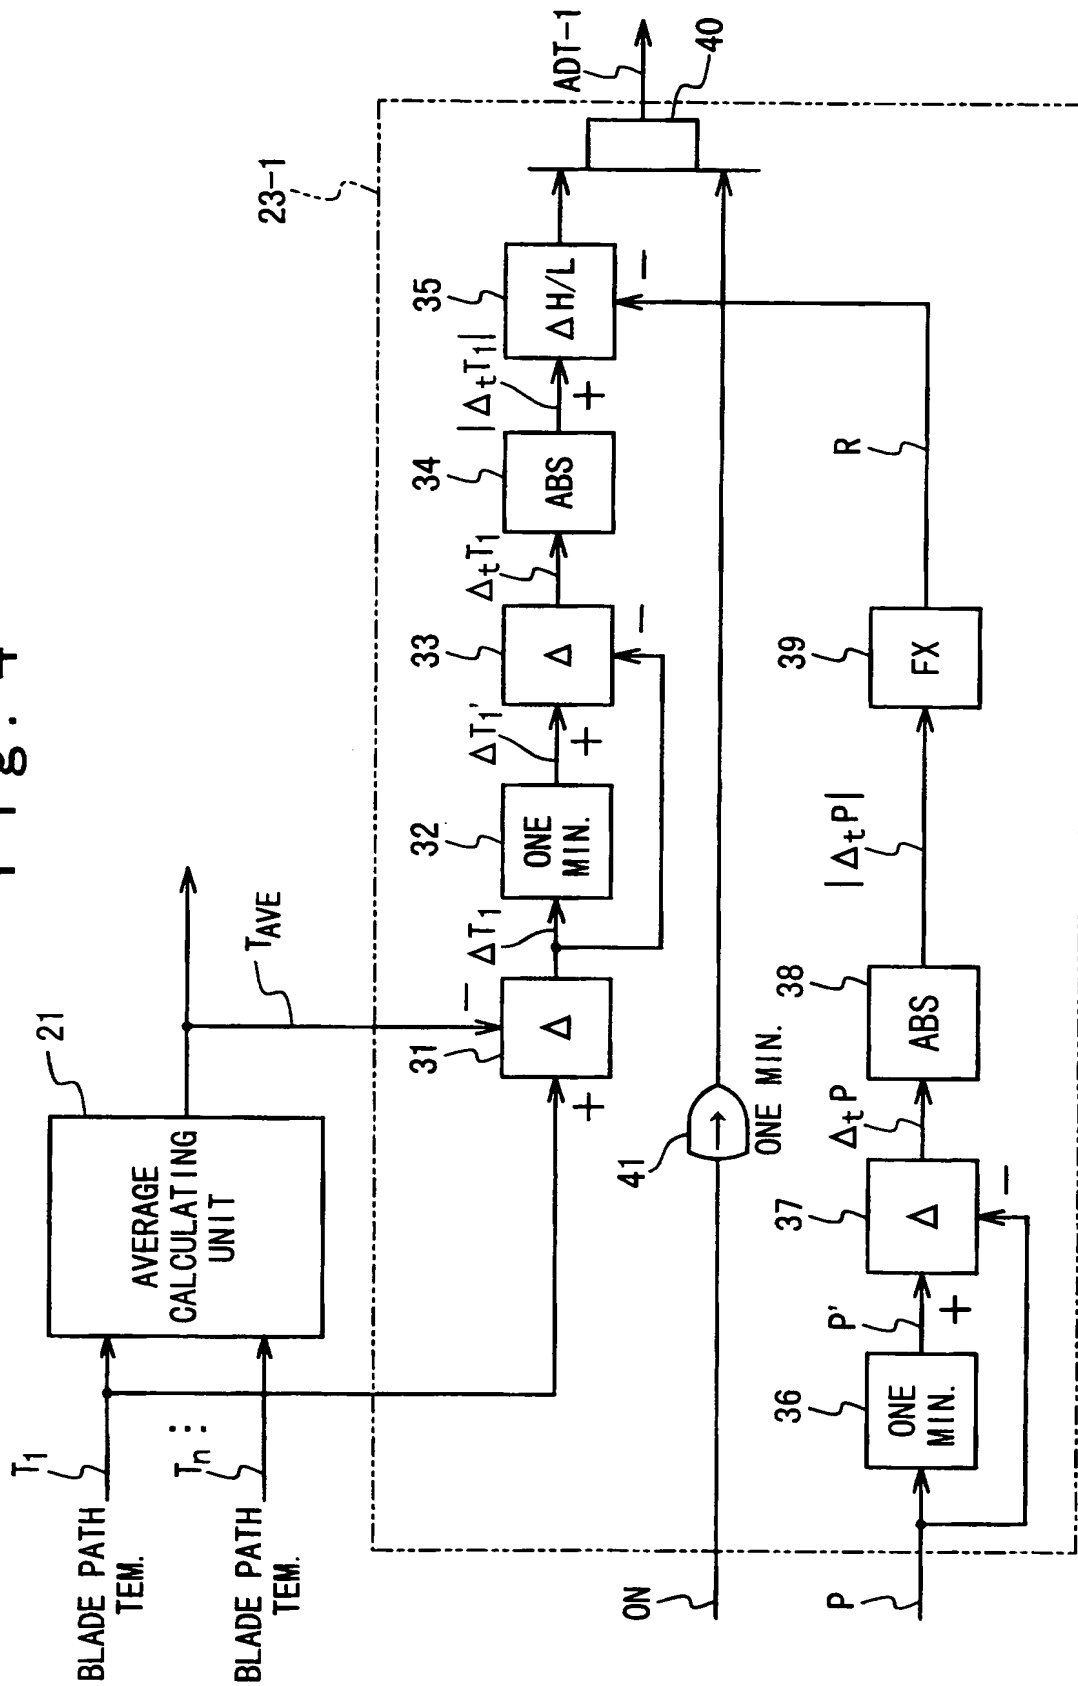 Fig. 4
T1
BLADE PATH
TEM.
Tn
BLADE PATH
TEM.
21
AVERAGE
CALCULATING
UNIT
TAVE
23-1
31
Δ
+
−
ΔT1
32
ONE
MIN.
ΔT1'
+
33
Δ
−
ΔtT1
34
ABS
|ΔtT1|
+
35
ΔH/L
−
40
ADT-1
ON
41
→
ONE MIN.
P
36
ONE
MIN.
P'
+
37
Δ
−
ΔtP
38
ABS
|ΔtP|
39
FX
R